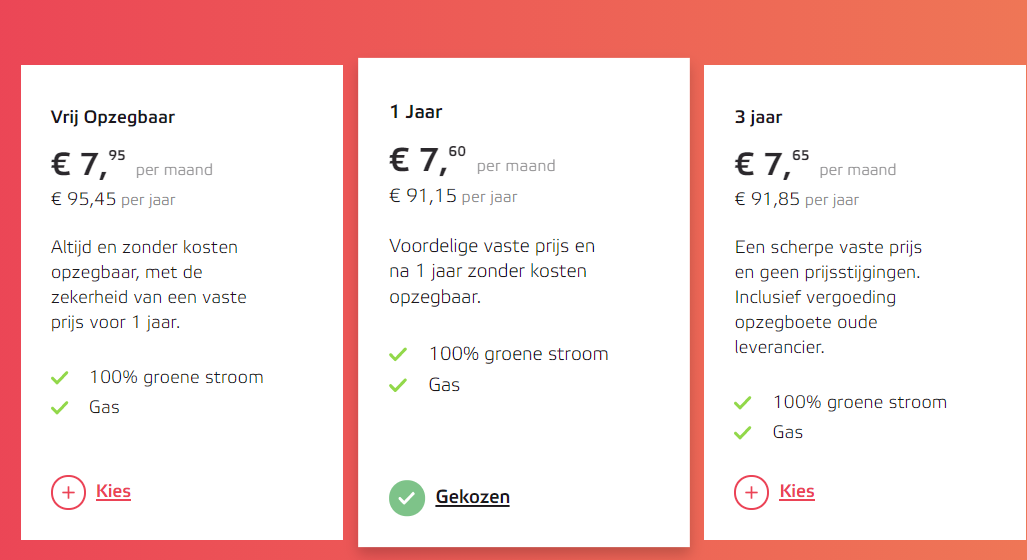 Vrij Opzegbaar
€ 7,95 per maand
€ 95,45 per jaar
Altijd en zonder kosten
opzegbaar, met de
zekerheid van een vaste
prijs voor 1 jaar.
100% groene stroom
Gas
Kies
1 Jaar
€ 7,60 per maand
€ 91,15 per jaar
Voordelige vaste prijs en
na 1 jaar zonder kosten
opzegbaar.
100% groene stroom
Gas
Gekozen
3 jaar
€ 7,65 per maand
€ 91,85 per jaar
Een scherpe vaste prijs
en geen prijsstijgingen.
Inclusief vergoeding
opzegboete oude
leverancier.
100% groene stroom
Gas
Kies